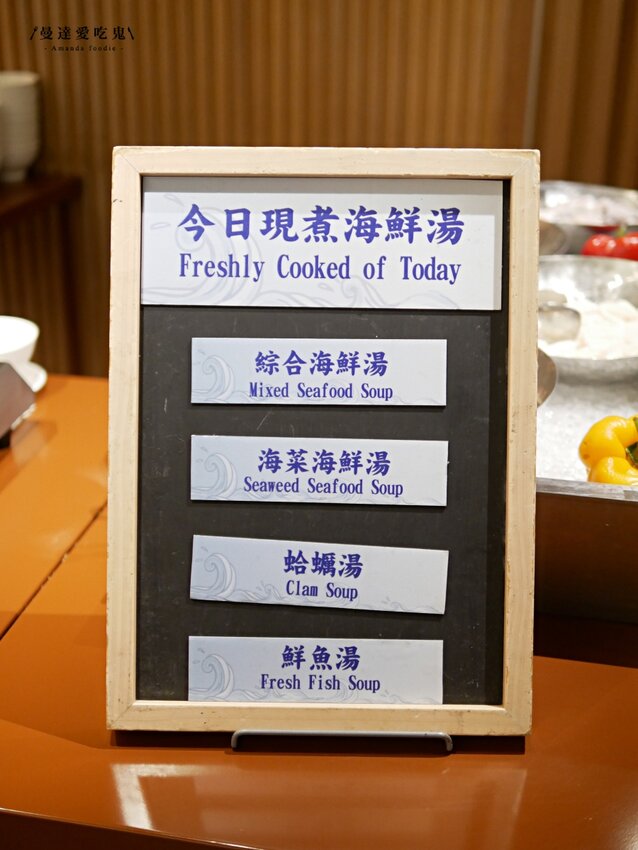 曼達愛吃鬼
- Amanda foodie -
今日現煮海鮮湯
Freshly Cooked of Today
綜合海鮮湯
Mixed Seafood Soup
海菜海鮮湯
Seaweed Seafood Soup
蛤蠣湯
Clam Soup
鮮魚湯
Fresh Fish Soup